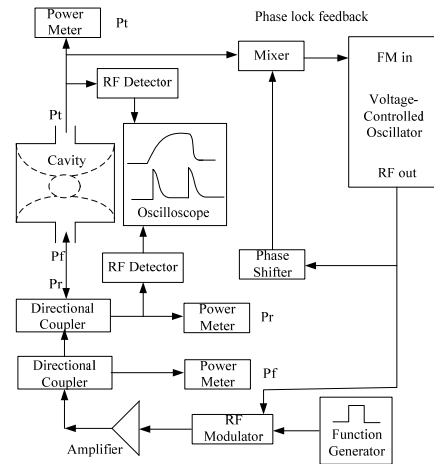 Power
Meter
Pt
Phase lock feedback
Mixer
FM in
RF Detector
Voltage-
Controlled
Oscillator
Pt
Cavity
RF out
Oscilloscope
Pf
Phase
Shifter
RF Detector
Pr
Directional
Coupler
Power
Meter
Pr
Directional
Coupler
Power
Meter
Pf
RF
Modulator
Function
Generator
Amplifier